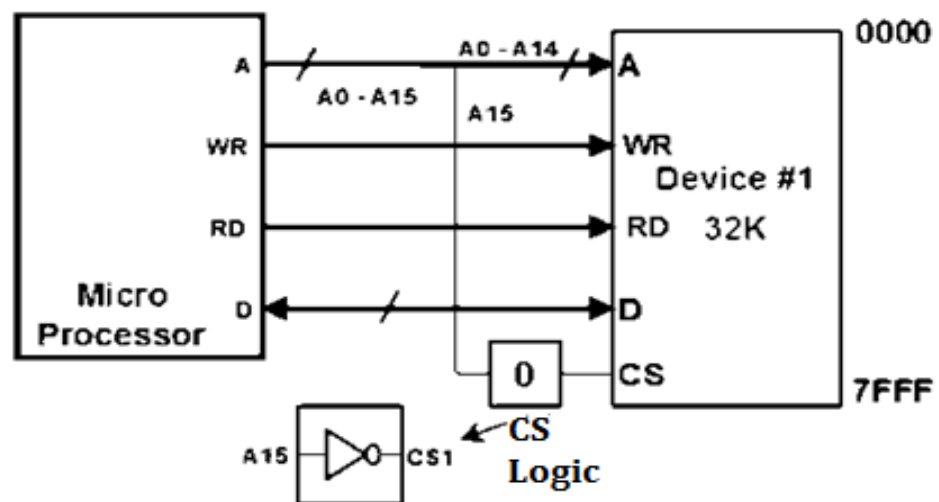 0000
A
A0 - A14
A
A0 - A15
A15
WR
WR
Device #1
RD
RD
32K
Micro
Processor
D
D
0
CS
7FFF
A15
CS1
CS
Logic